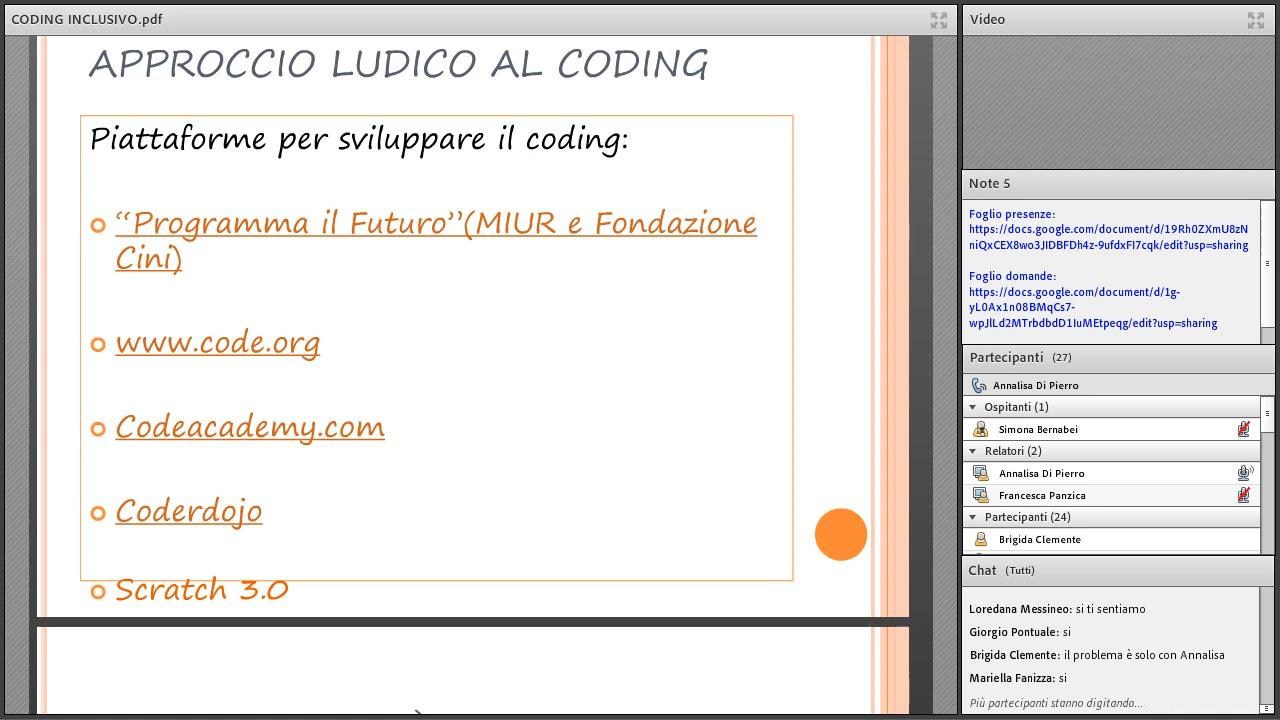 CODING INCLUSIVO.pdf
APPROCCIO LUDICO AL CODING
Piattaforme per sviluppare il coding:
“Programma il Futuro”(MIUR e Fondazione
Cini)
www.code.org
Codeacademy.com
Coderdojo
Scratch 3.0
Video
Note 5
Foglio presenze:
https://docs.google.com/document/d/19Rh0ZXmU8zN
niQxCEX8wo3JIDBFDh4z-9ufdxFI7cqk/edit?usp=sharing
Foglio domande:
https://docs.google.com/document/d/1g-
yL0Ax1n08BMqCs7-
wpJlLd2MTrbdbdD1IuMEtpeqg/edit?usp=sharing
Partecipanti (27)
Annalisa Di Pierro
Ospitanti (1)
Simona Bernabei
Relatori (2)
Annalisa Di Pierro
Francesca Panzica
Partecipanti (24)
Brigida Clemente
Chat (Tutti)
Loredana Messineo: si ti sentiamo
Giorgio Pontuale: si
Brigida Clemente: il problema è solo con Annalisa
Mariella Fanizza: si
Più partecipanti stanno digitando...